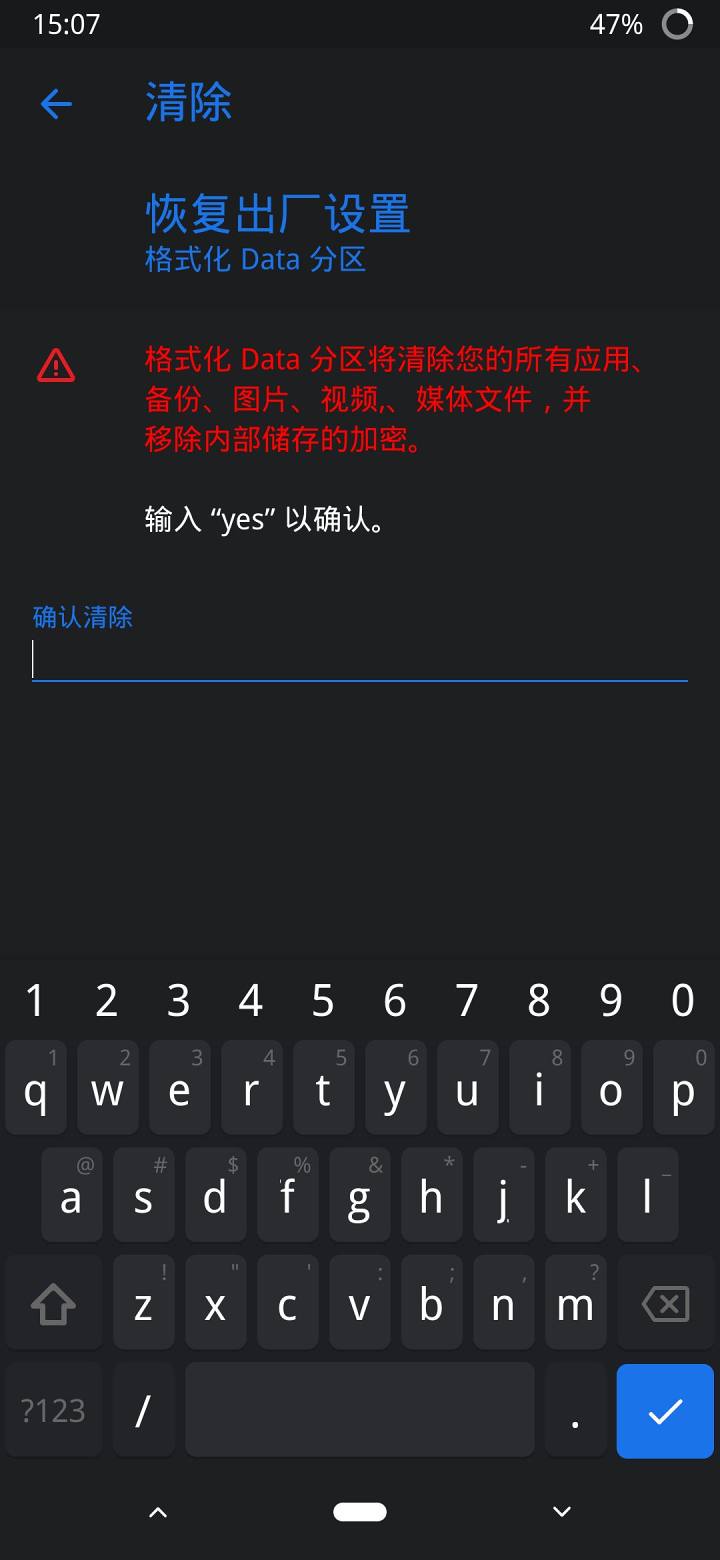 15:07 47%
清除
恢复出厂设置
格式化 Data 分区
格式化 Data 分区将清除您的所有应用、
备份、图片、视频,、媒体文件，并
移除内部储存的加密。
输入 “yes” 以确认。
确认清除
1 2 3 4 5 6 7 8 9 0
1 2 3 4 5 6 7 8 9 0
q w e r t y u i o p
@ # $ % & * - + _
a s d f g h j k l
! " ' : ; , ?
z x c v b n m
?123 / .